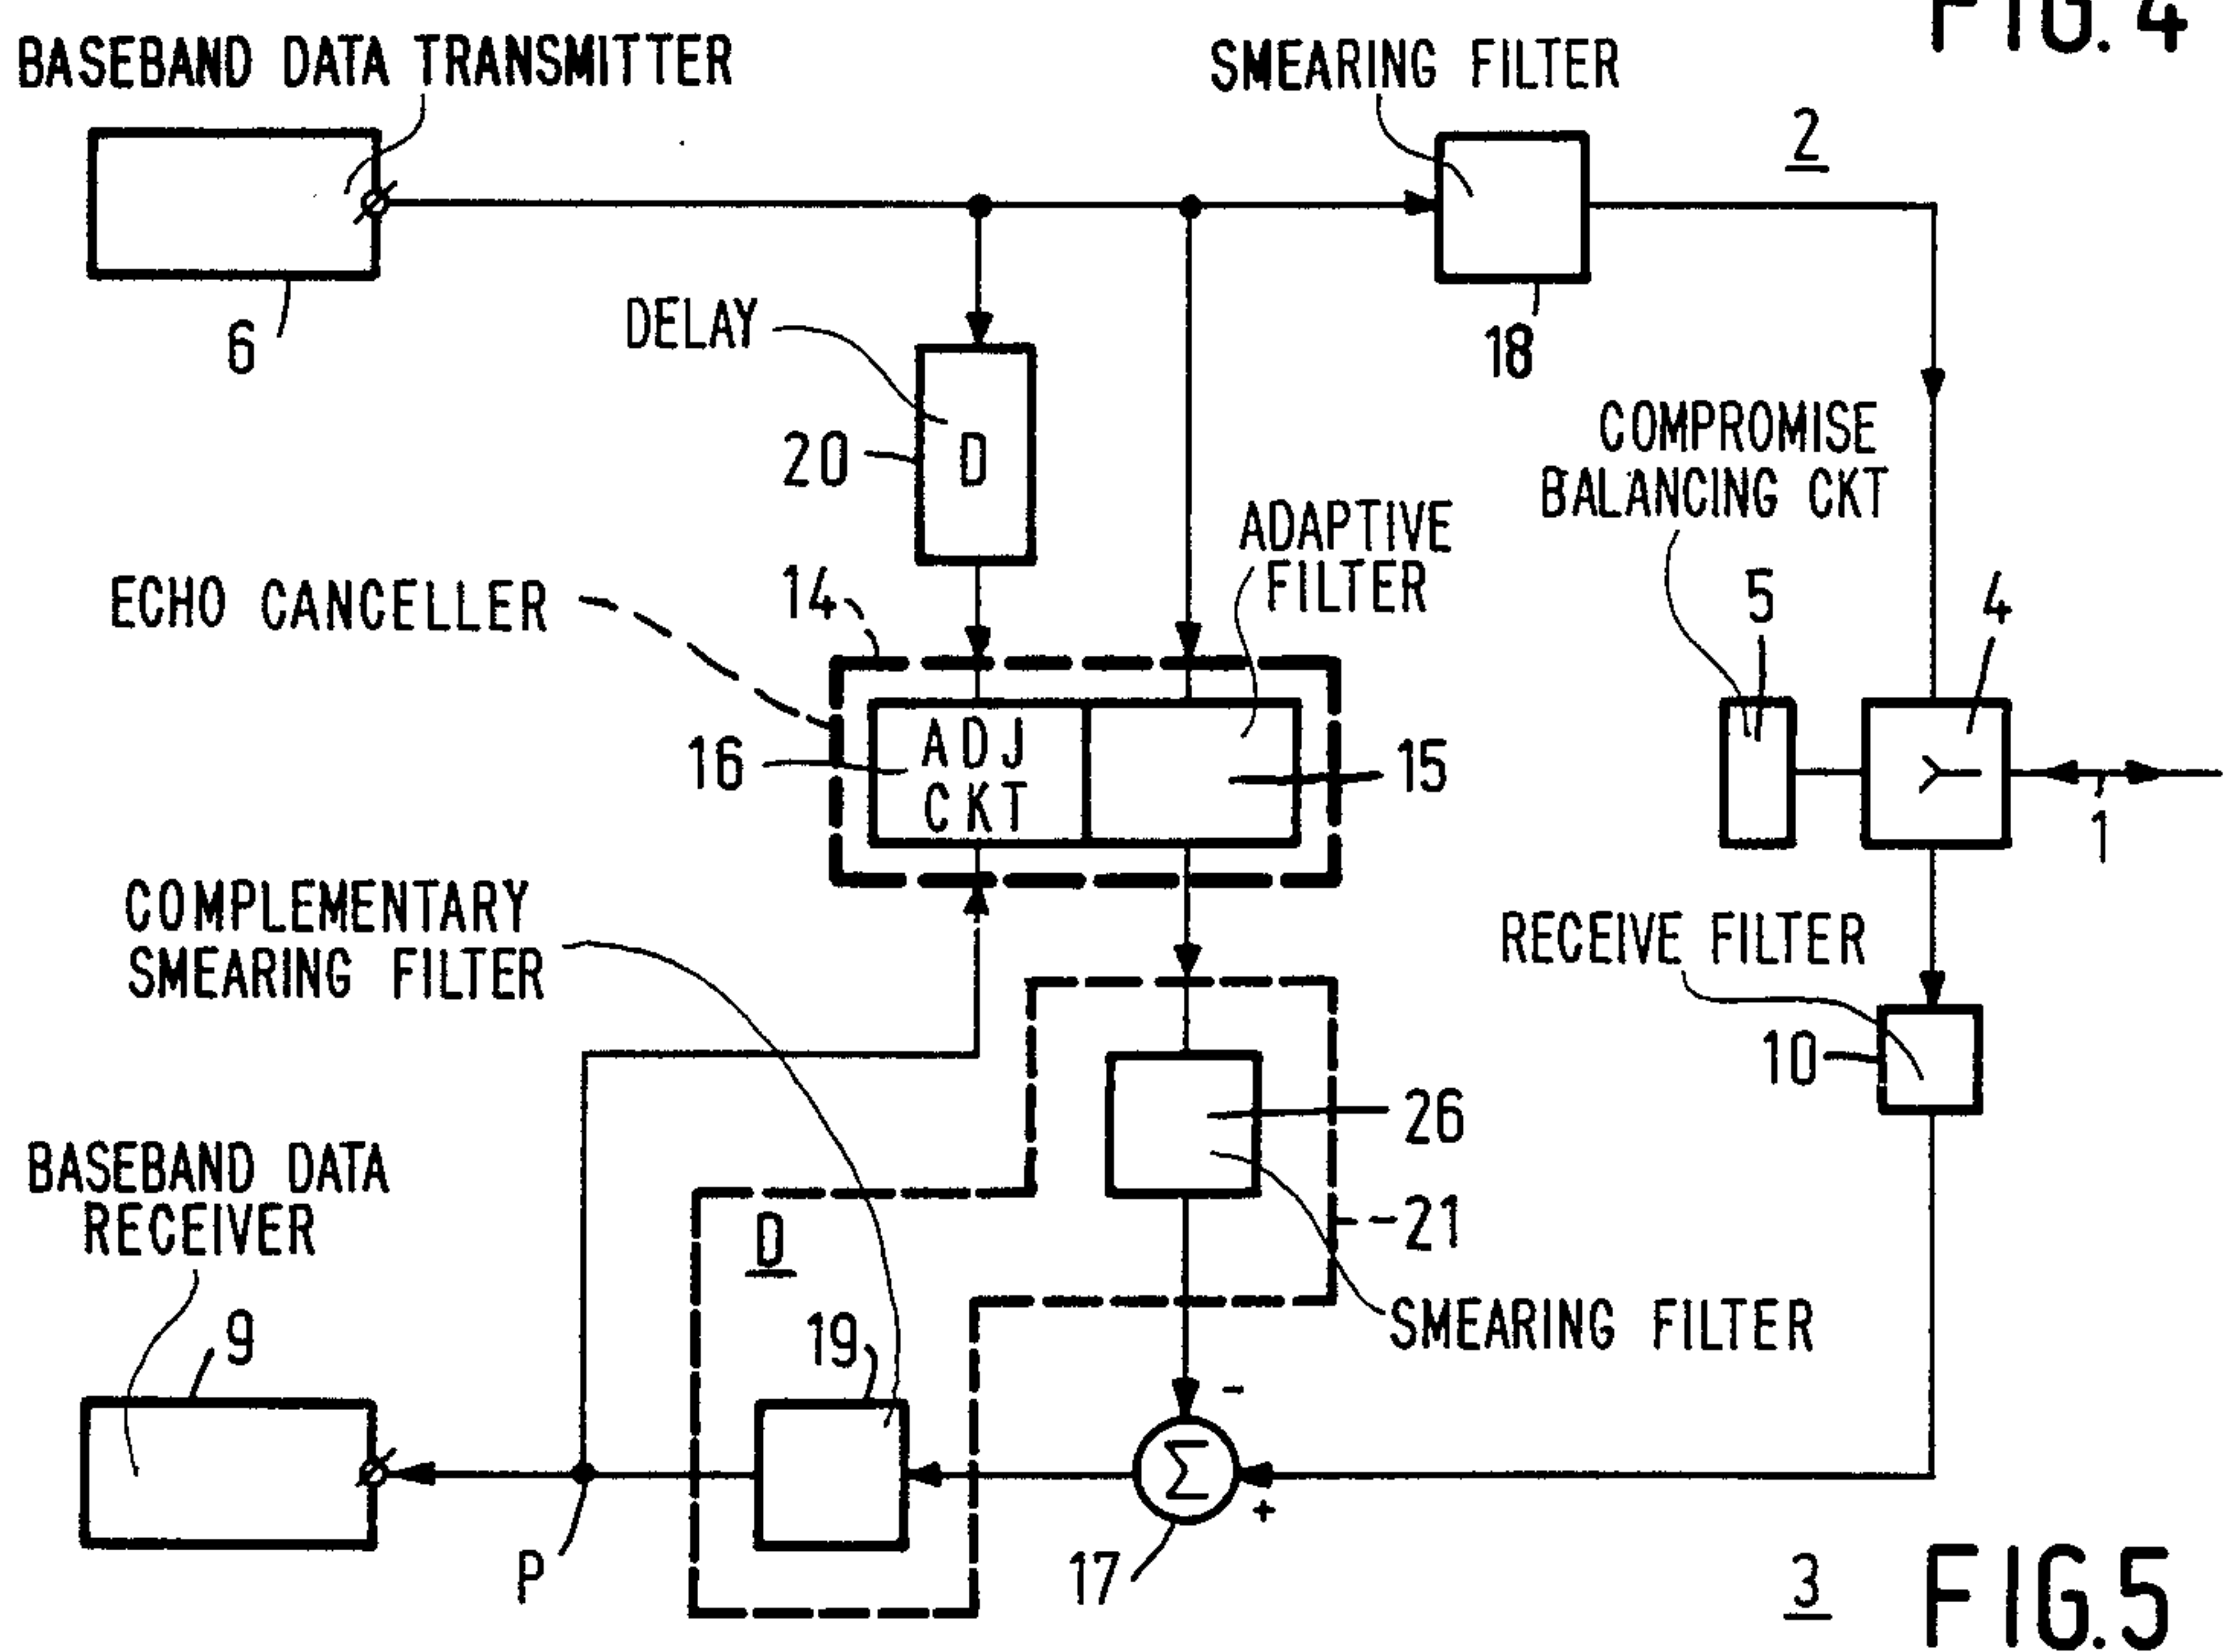 FIG. 4
BASEBAND DATA TRANSMITTER
SMEARING FILTER
2
6
DELAY
18
20
D
COMPROMISE
BALANCING CKT
ADAPTIVE
FILTER
ECHO CANCELLER
14
5
4
16
ADJ
CKT
15
1
COMPLEMENTARY
SMEARING FILTER
RECEIVE FILTER
10
26
BASEBAND DATA
RECEIVER
21
D
SMEARING FILTER
9
19
-
Σ
+
P
17
3
FIG.5